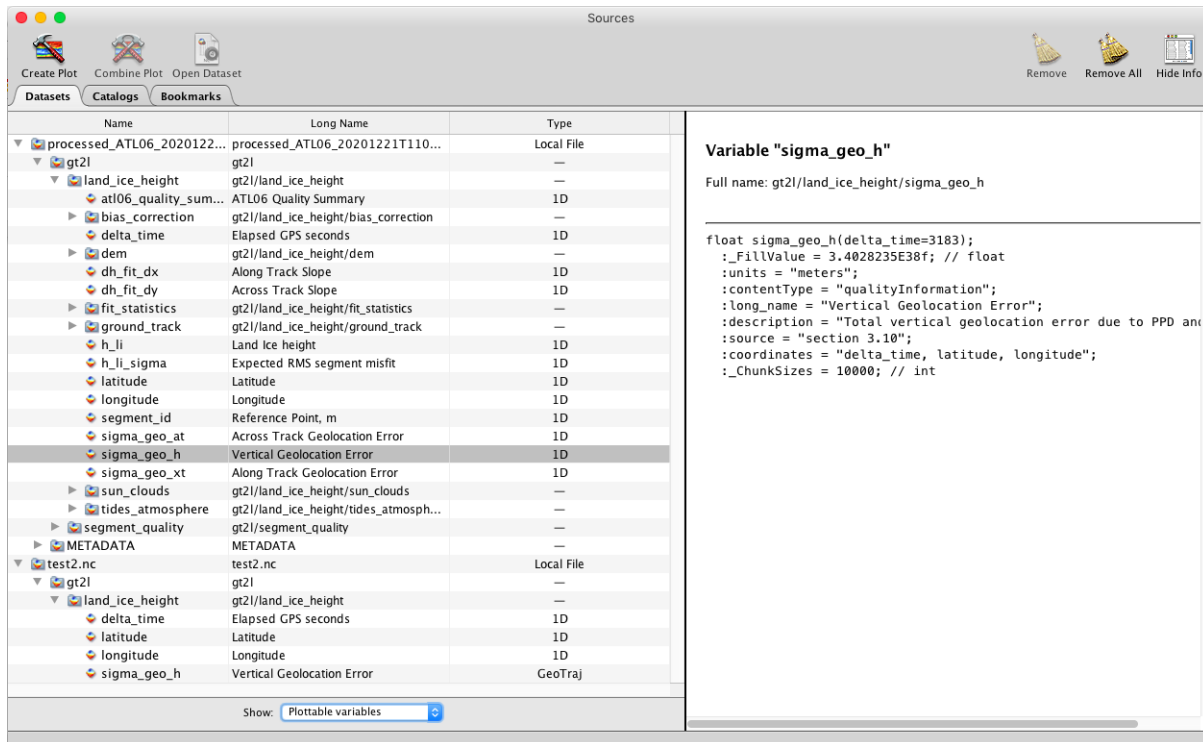 Sources
Create Plot Combine Plot Open Dataset Remove Remove All Hide Info
Datasets Catalogs Bookmarks
Name Long Name Type
processed_ATL06_2020122... processed_ATL06_20201221T110... Local File
gt2l gt2l —
land_ice_height gt2l/land_ice_height —
atl06_quality_sum... ATL06 Quality Summary 1D
bias_correction gt2l/land_ice_height/bias_correction —
delta_time Elapsed GPS seconds 1D
dem gt2l/land_ice_height/dem —
dh_fit_dx Along Track Slope 1D
dh_fit_dy Across Track Slope 1D
fit_statistics gt2l/land_ice_height/fit_statistics —
ground_track gt2l/land_ice_height/ground_track —
h_li Land Ice height 1D
h_li_sigma Expected RMS segment misfit 1D
latitude Latitude 1D
longitude Longitude 1D
segment_id Reference Point, m 1D
sigma_geo_at Across Track Geolocation Error 1D
sigma_geo_h Vertical Geolocation Error 1D
sigma_geo_xt Along Track Geolocation Error 1D
sun_clouds gt2l/land_ice_height/sun_clouds —
tides_atmosphere gt2l/land_ice_height/tides_atmosph... —
segment_quality gt2l/segment_quality —
METADATA METADATA —
test2.nc test2.nc Local File
gt2l gt2l —
land_ice_height gt2l/land_ice_height —
delta_time Elapsed GPS seconds 1D
latitude Latitude 1D
longitude Longitude 1D
sigma_geo_h Vertical Geolocation Error GeoTraj
Show: Plottable variables
Variable "sigma_geo_h"
Full name: gt2l/land_ice_height/sigma_geo_h
float sigma_geo_h(delta_time=3183);
:_FillValue = 3.4028235E38f; // float
:units = "meters";
:contentType = "qualityInformation";
:long_name = "Vertical Geolocation Error";
:description = "Total vertical geolocation error due to PPD and
:source = "section 3.10";
:coordinates = "delta_time, latitude, longitude";
:_ChunkSizes = 10000; // int